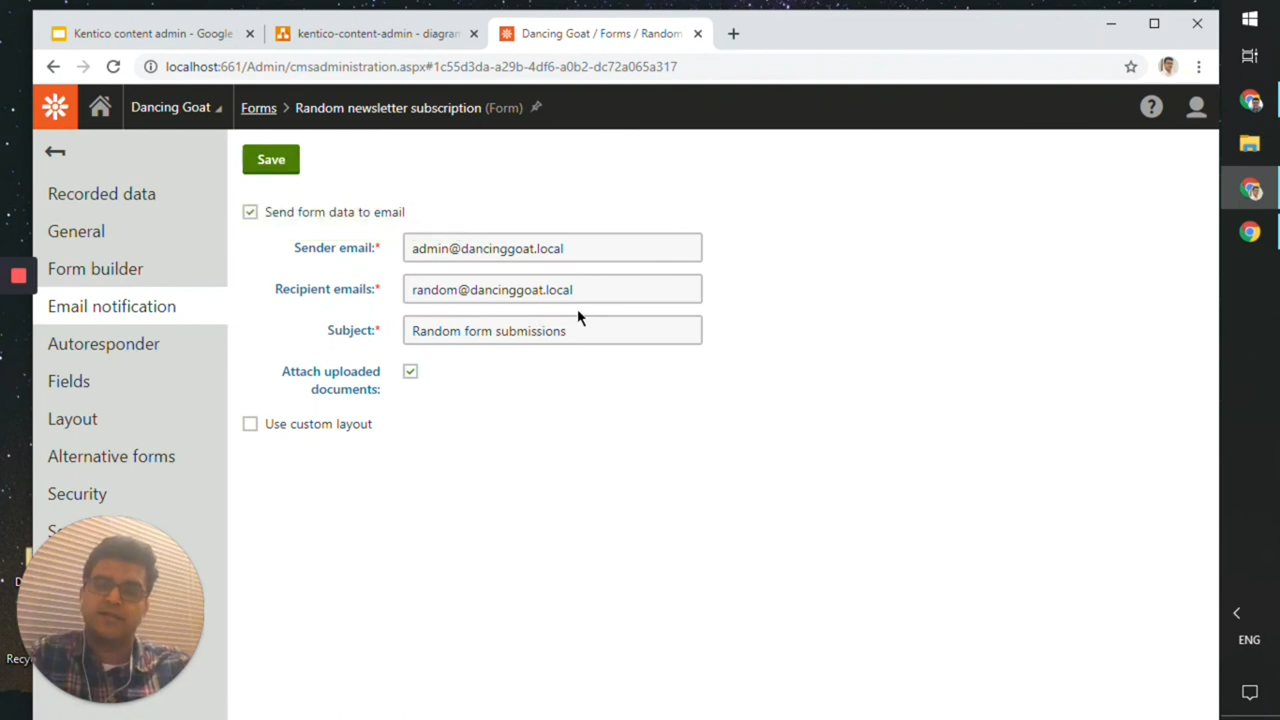 Kentico content admin - Google
kentico-content-admin - diagram
Dancing Goat / Forms / Random
localhost:661/Admin/cmsadministration.aspx#1c55d3da-a29b-4df6-a0b2-dc72a065a317
Dancing Goat
Forms > Random newsletter subscription (Form)
Save
Recorded data
General
Form builder
Email notification
Autoresponder
Fields
Layout
Alternative forms
Security
Send form data to email
Sender email:*
admin@dancinggoat.local
Recipient emails:*
random@dancinggoat.local
Subject:*
Random form submissions
Attach uploaded
documents:
Use custom layout
ENG